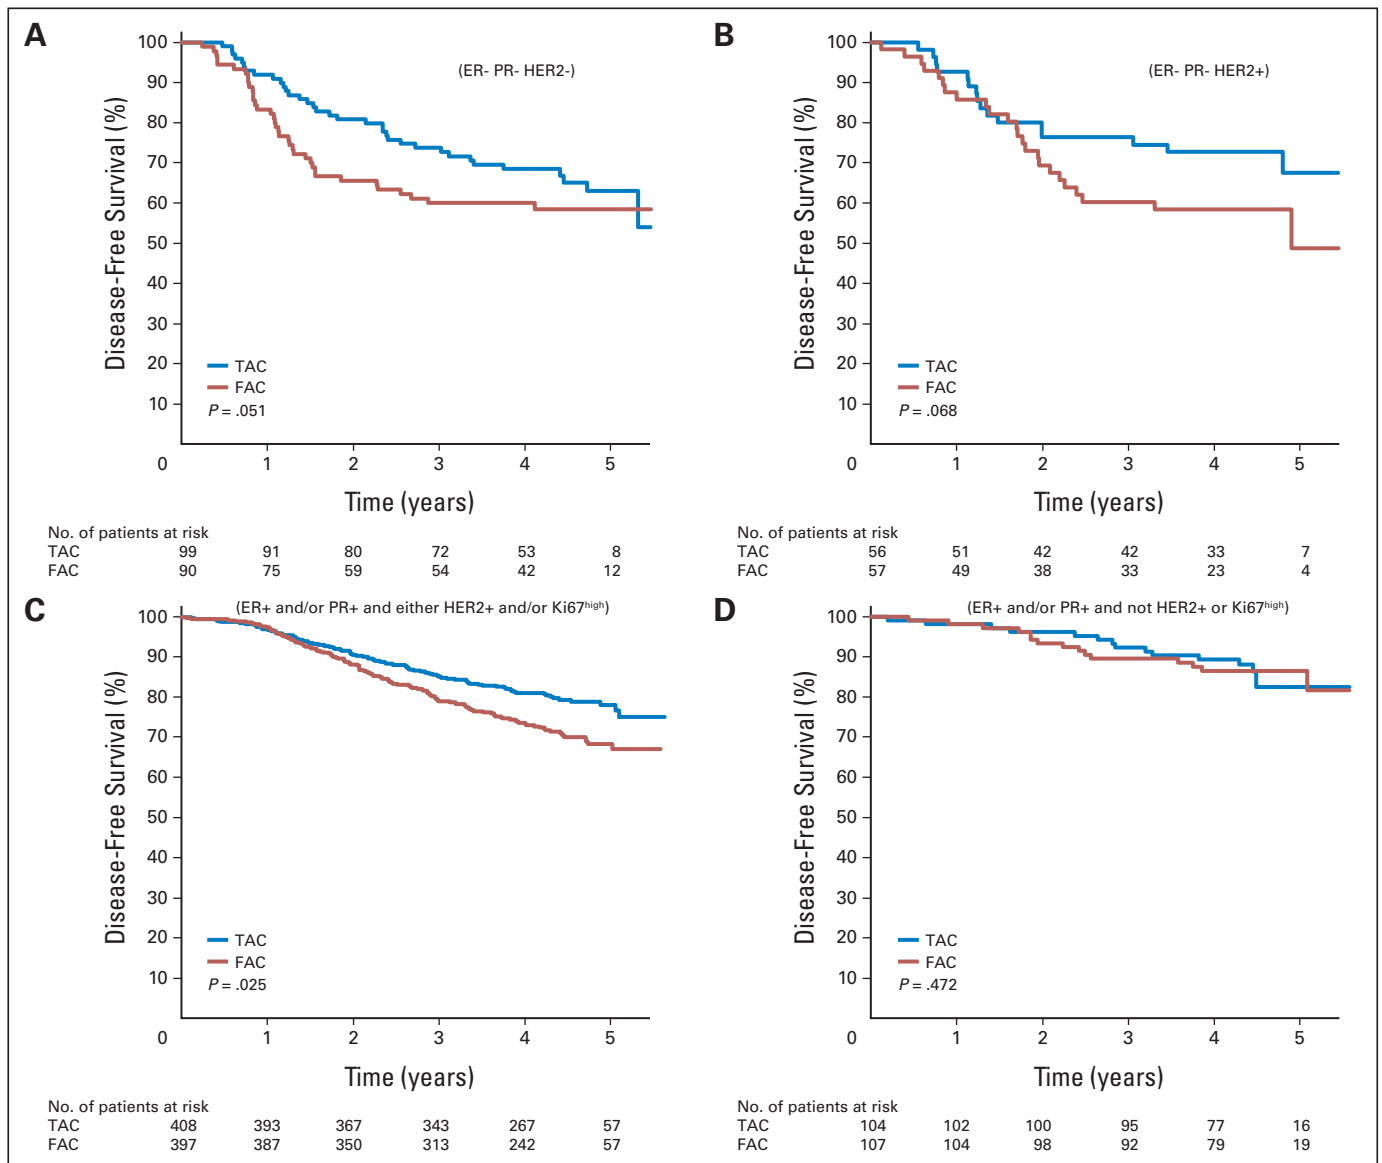 A
(ER- PR- HER2-)
Disease-Free Survival (%)
100
90
80
70
60
50
40
30
20
10
TAC
FAC
P = .051
0 1 2 3 4 5
Time (years)
No. of patients at risk
TAC 99 91 80 72 53 8
FAC 90 75 59 54 42 12
B
(ER- PR- HER2+)
Disease-Free Survival (%)
100
90
80
70
60
50
40
30
20
10
TAC
FAC
P = .068
0 1 2 3 4 5
Time (years)
No. of patients at risk
TAC 56 51 42 42 33 7
FAC 57 49 38 33 23 4
C
(ER+ and/or PR+ and either HER2+ and/or Ki67high)
Disease-Free Survival (%)
100
90
80
70
60
50
40
30
20
10
TAC
FAC
P = .025
0 1 2 3 4 5
Time (years)
No. of patients at risk
TAC 408 393 367 343 267 57
FAC 397 387 350 313 242 57
D
(ER+ and/or PR+ and not HER2+ or Ki67high)
Disease-Free Survival (%)
100
90
80
70
60
50
40
30
20
10
TAC
FAC
P = .472
0 1 2 3 4 5
Time (years)
No. of patients at risk
TAC 104 102 100 95 77 16
FAC 107 104 98 92 79 19